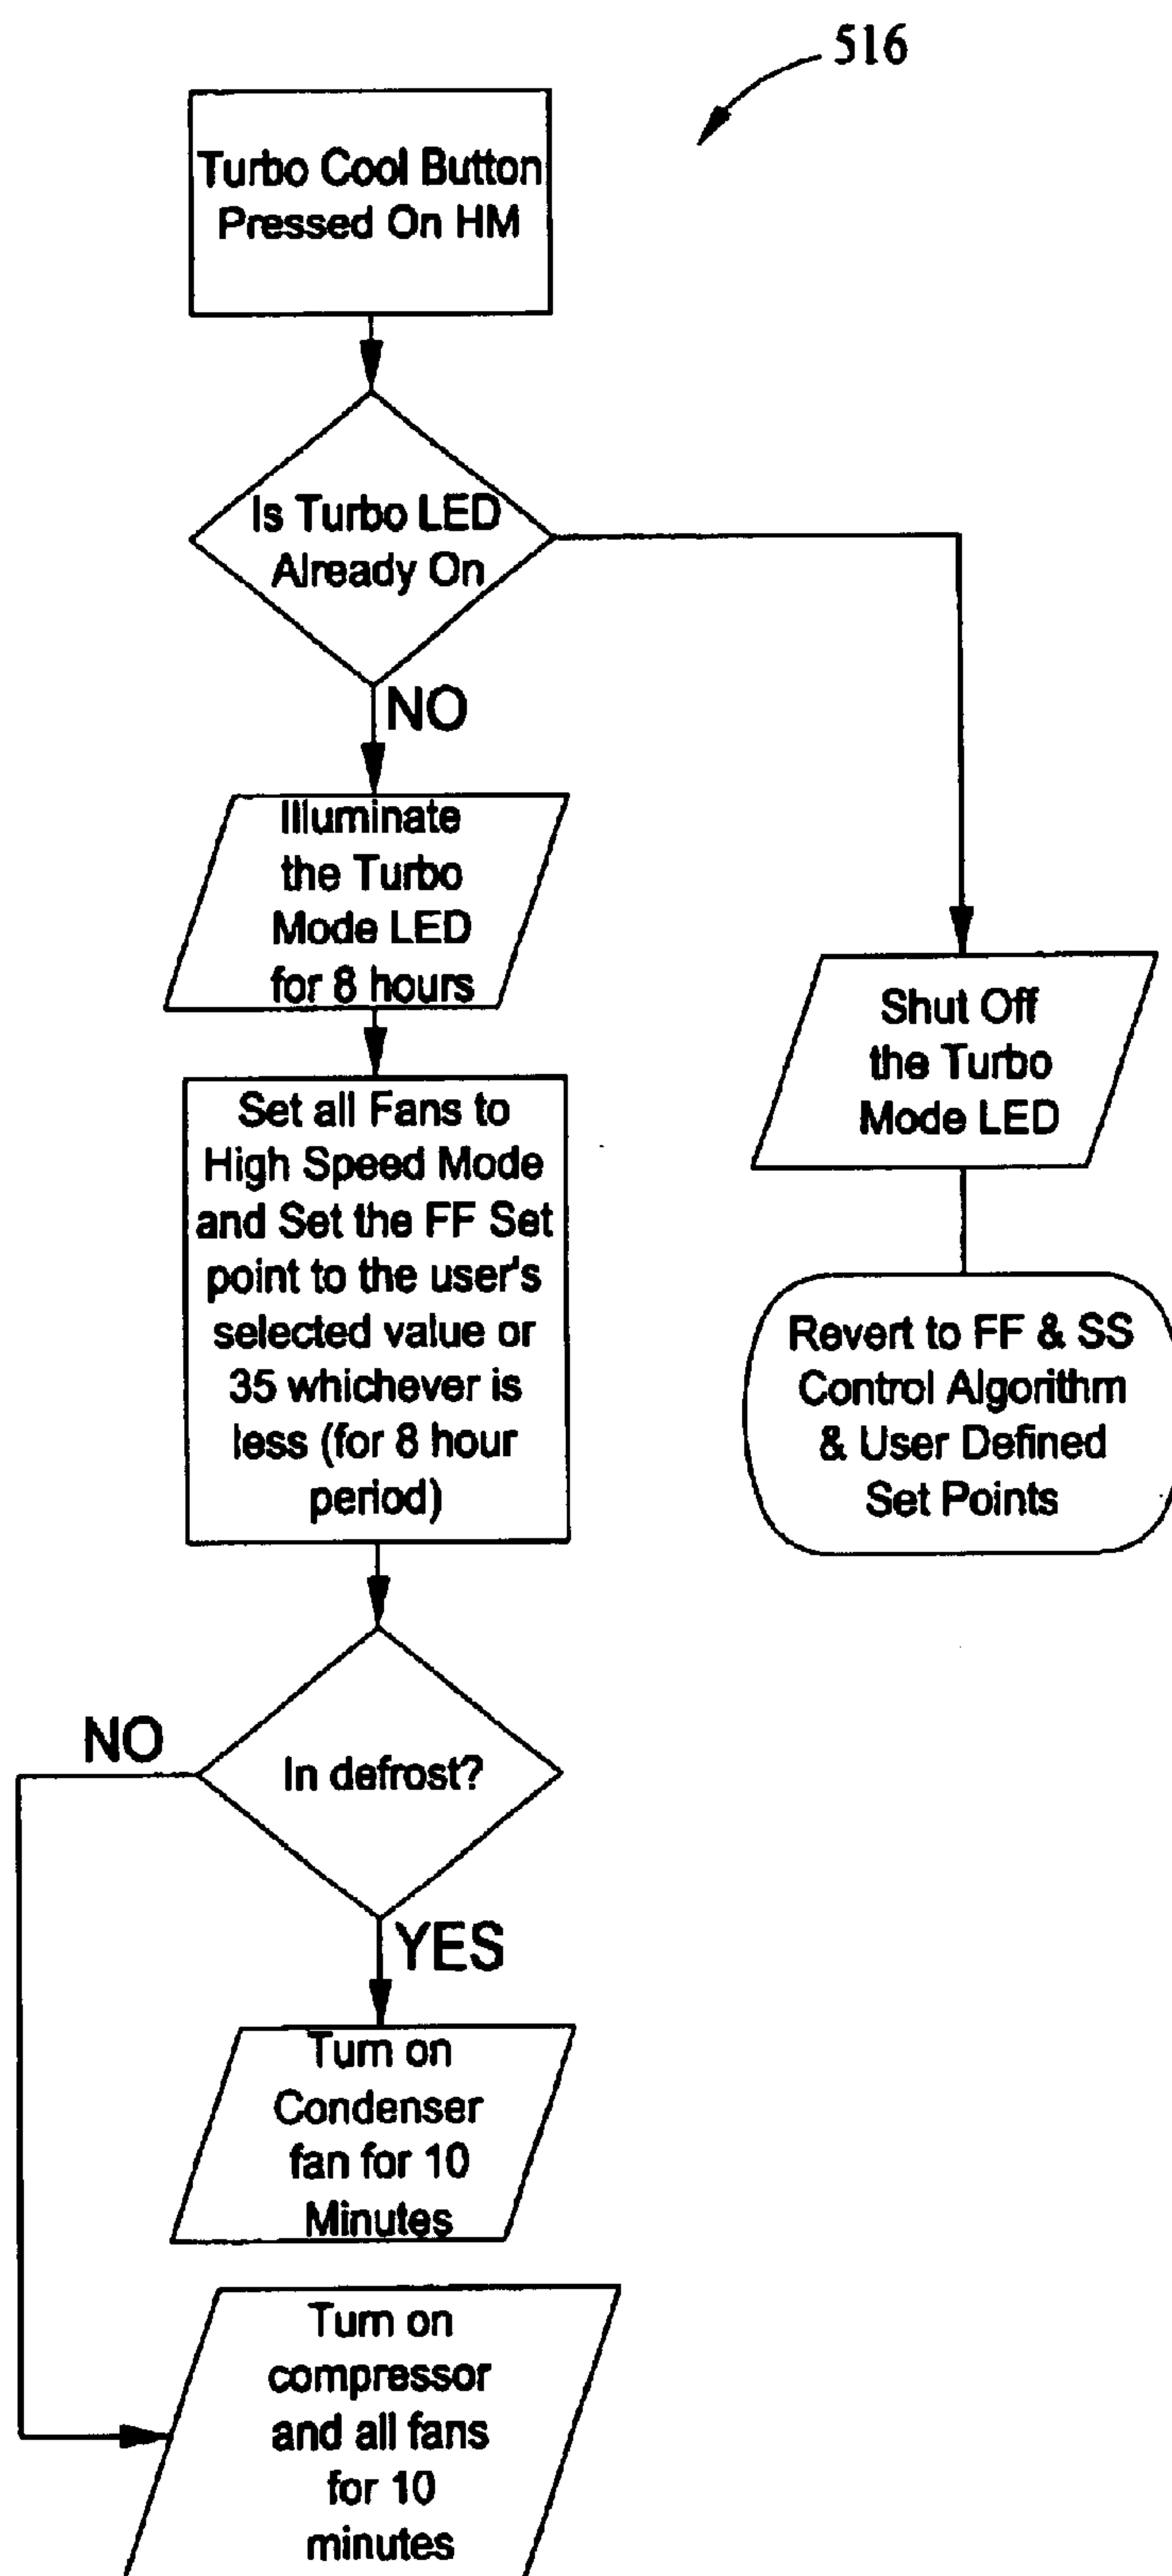 516
Turbo Cool Button
Pressed On HM
Is Turbo LED
Already On
NO
Illuminate
the Turbo
Mode LED
for 8 hours
Set all Fans to
High Speed Mode
and Set the FF Set
point to the user's
selected value or
35 whichever is
less (for 8 hour
period)
Shut Off
the Turbo
Mode LED
Revert to FF & SS
Control Algorithm
& User Defined
Set Points
In defrost?
NO
YES
Turn on
Condenser
fan for 10
Minutes
Turn on
compressor
and all fans
for 10
minutes